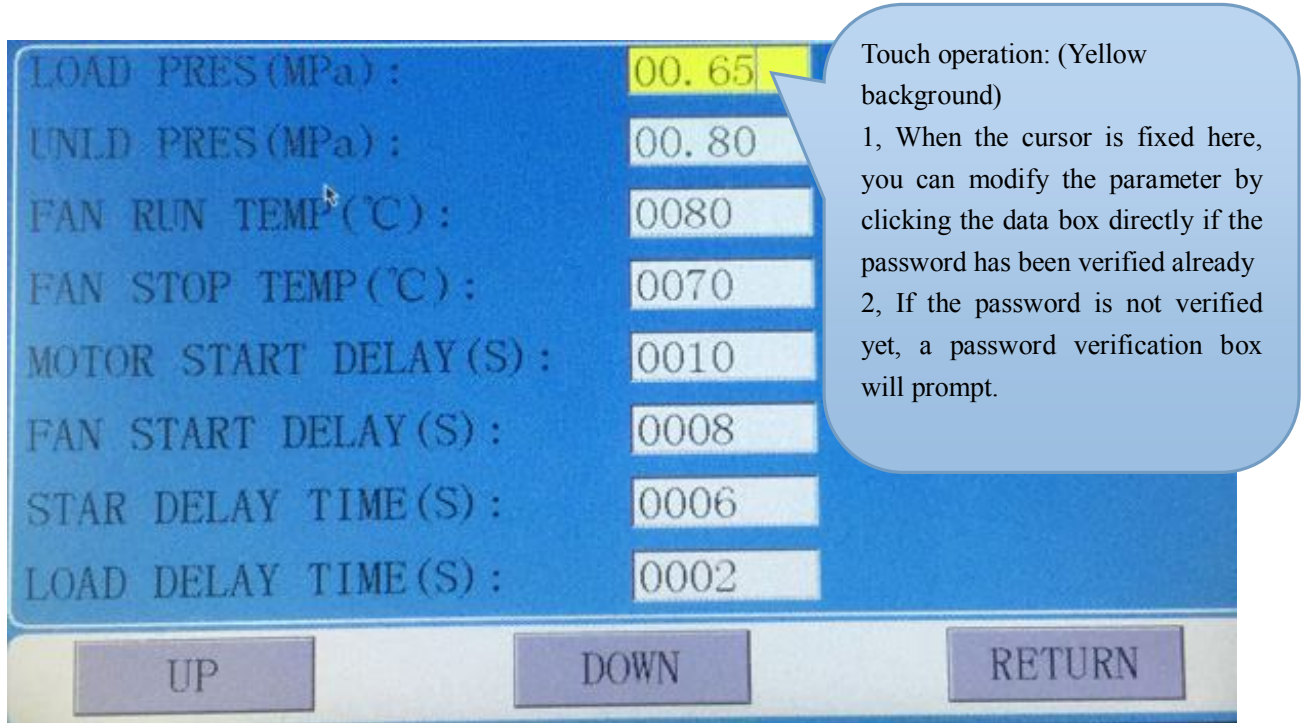 LOAD PRES(MPa): 00.65
UNLD PRES(MPa): 00.80
FAN RUN TEMP(℃): 0080
FAN STOP TEMP(℃): 0070
MOTOR START DELAY(S): 0010
FAN START DELAY(S): 0008
STAR DELAY TIME(S): 0006
LOAD DELAY TIME(S): 0002
UP DOWN RETURN
Touch operation: (Yellow
background)
1, When the cursor is fixed here,
you can modify the parameter by
clicking the data box directly if the
password has been verified already
2, If the password is not verified
yet, a password verification box
will prompt.